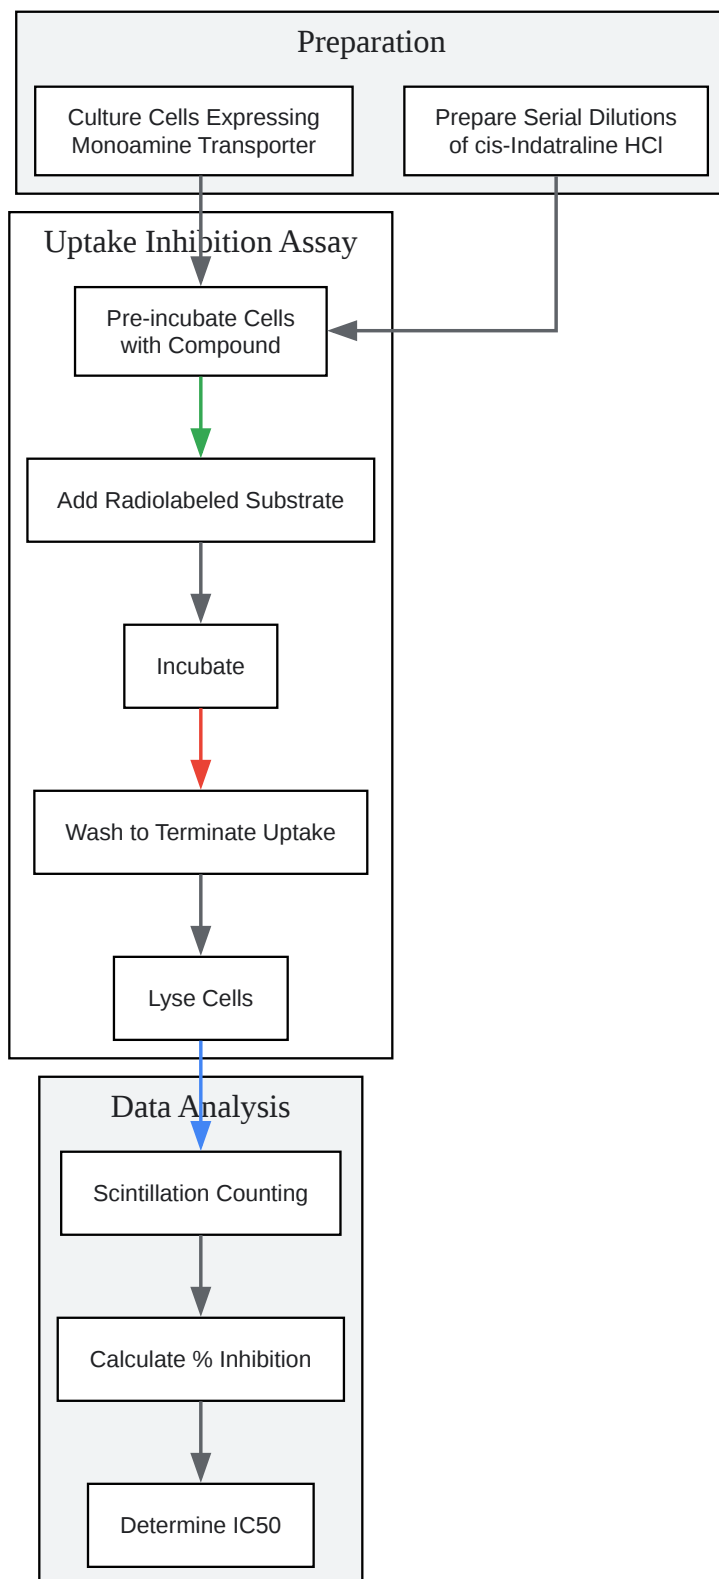 Preparation
Culture Cells Expressing
Monoamine Transporter
Prepare Serial Dilutions
of cis-Indatraline HCl
Uptake Inhibition Assay
Pre-incubate Cells
with Compound
Add Radiolabeled Substrate
Incubate
Wash to Terminate Uptake
Lyse Cells
Data Analysis
Scintillation Counting
Calculate % Inhibition
Determine IC50